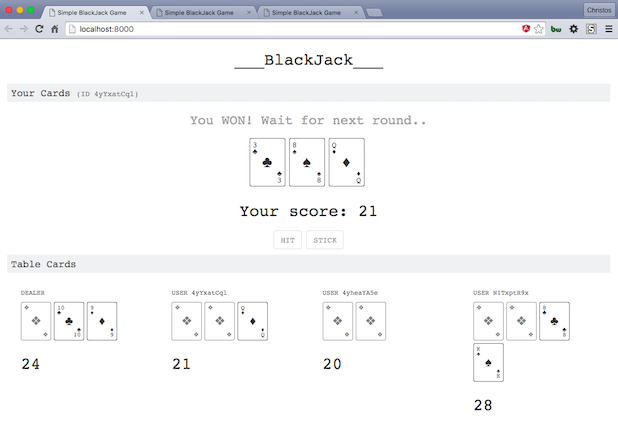 Simple BlackJack Game
Simple BlackJack Game
Simple BlackJack Game
Christos
localhost:8000
___BlackJack___
Your Cards (ID 4yYxatCql)
You WON! Wait for next round..
3 8 Q
3 8 Q
Your score: 21
HIT STICK
Table Cards
DEALER
10 9
10 9
24
USER 4yYxatCql
Q
Q
21
USER 4yheaYA5e
20
USER N1TxptR9x
8
8
K
K
28